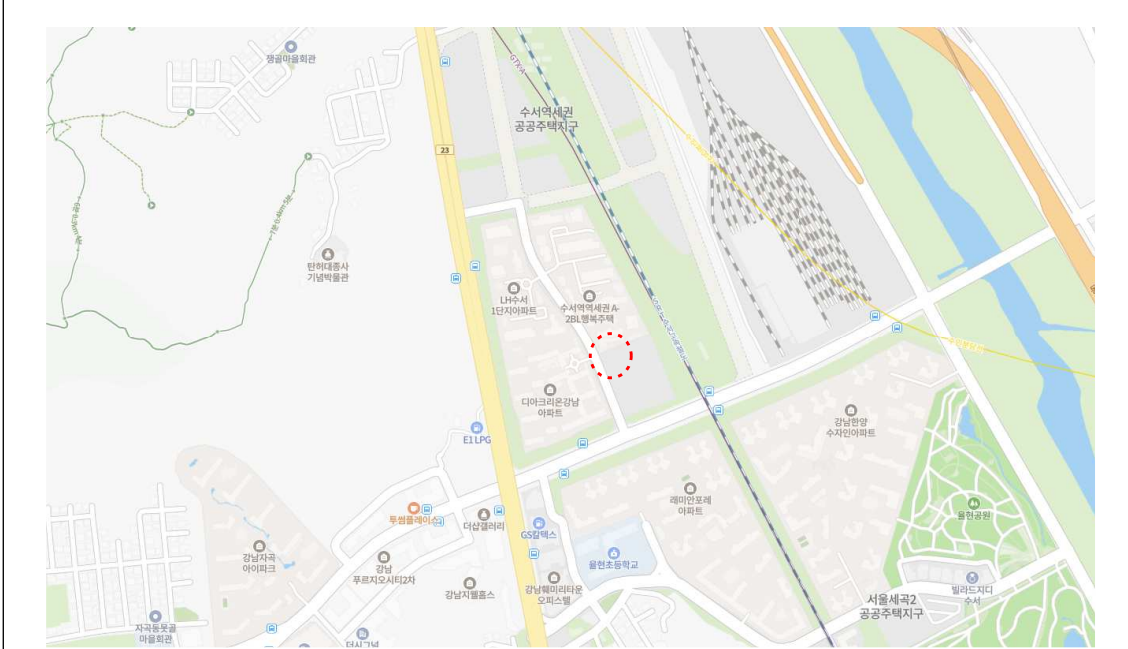 쟁골마을회관
GTX-A
수서역세권
공공주택지구
23
탄허대종사
기념박물관
LH수서
1단지아파트
수서역역세권 A-
2BL행복주택
디아크리온강남
아파트
E1 LPG
강남한양
수자인아파트
래미안포레
아파트
투썸플레이스
더샵갤러리
GS칼텍스
율현공원
강남자곡
아이파크
강남
푸르지오시티2차
율현초등학교
강남지웰홈스
강남훼미리타운
오피스텔
빌라드지디
수서
서울세곡2
공공주택지구
자곡동못골
마을회관
더시그널